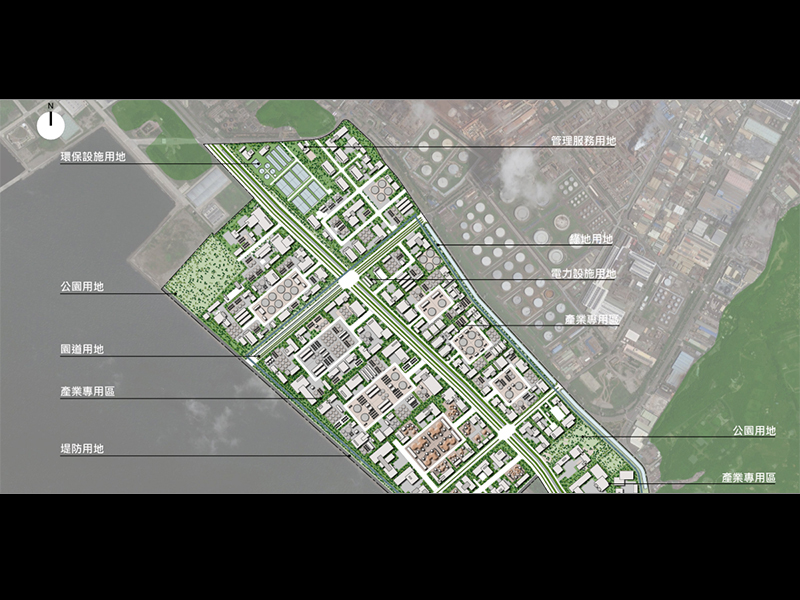 N
環保設施用地
管理服務用地
綠地用地
電力設施用地
公園用地
產業專用區
園道用地
產業專用區
公園用地
堤防用地
產業專用區